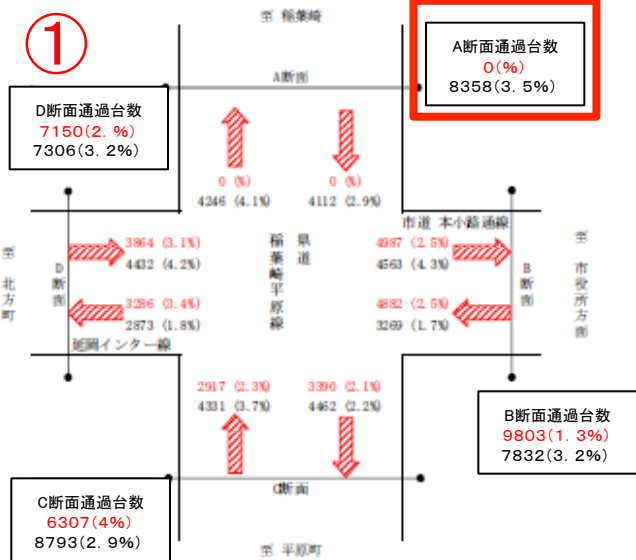 ①
至 稲葉崎
A断面
A断面通過台数
0(%)
8358(3.5%)
D断面通過台数
7150(2. %)
7306(3.2%)
0 (%)
4246 (4.1%)
0 (%)
4112 (2.9%)
市道 本小路通線
至 北方町
D断面
3864 (3.1%)
4432 (4.2%)
3286 (3.4%)
2873 (1.8%)
延岡インター線
県道
稲葉崎平原線
4987 (2.5%)
4563 (4.3%)
4882 (2.5%)
3269 (1.7%)
B断面
至 市役所方面
2917 (2.3%)
4331 (3.7%)
3390 (2.1%)
4462 (2.2%)
B断面通過台数
9803(1.3%)
7832(3.2%)
C断面
C断面通過台数
6307(4%)
8793(2.9%)
至 平原町